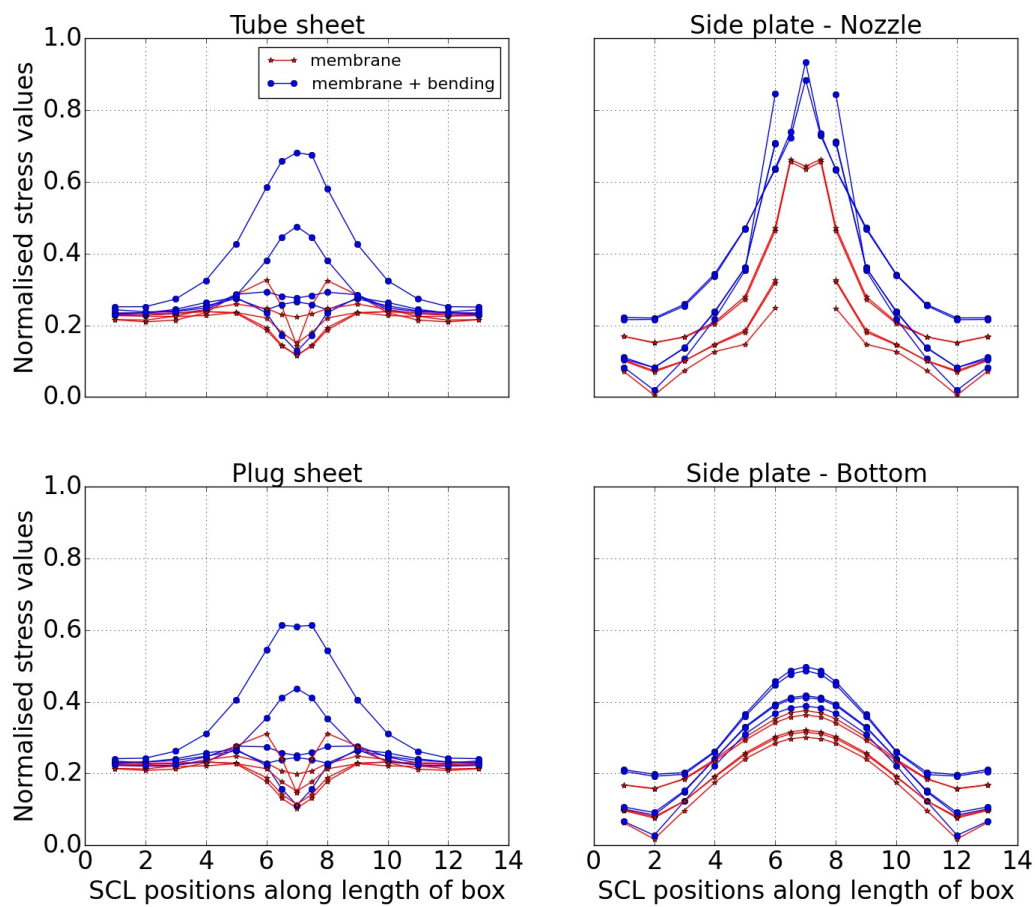 Tube sheet
Normalised stress values
1.0
0.8
0.6
0.4
0.2
0.0
membrane
membrane + bending
Side plate - Nozzle
Plug sheet
Normalised stress values
1.0
0.8
0.6
0.4
0.2
0.0
0 2 4 6 8 10 12 14
SCL positions along length of box
Side plate - Bottom
0 2 4 6 8 10 12 14
SCL positions along length of box